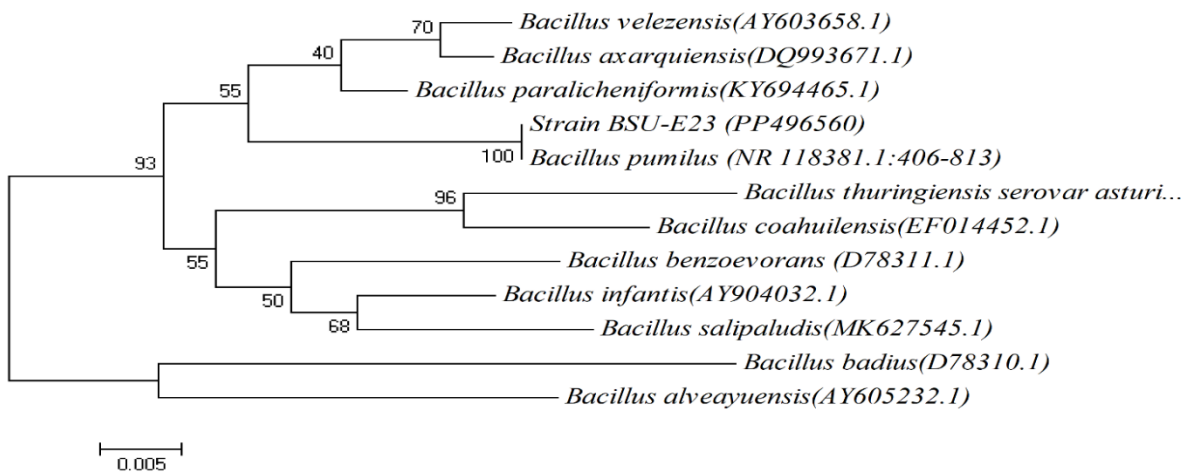 70
Bacillus velezensis(AY603658.1)
40
Bacillus axarquiensis(DQ993671.1)
55
Bacillus paralicheniformis(KY694465.1)
Strain BSU-E23 (PP496560)
93
100
Bacillus pumilus (NR 118381.1:406-813)
96
Bacillus thuringiensis serovar asturi...
Bacillus coahuilensis(EF014452.1)
55
Bacillus benzoevorans (D78311.1)
50
Bacillus infantis(AY904032.1)
68
Bacillus salipaludis(MK627545.1)
Bacillus badius(D78310.1)
Bacillus alveayuensis(AY605232.1)
0.005